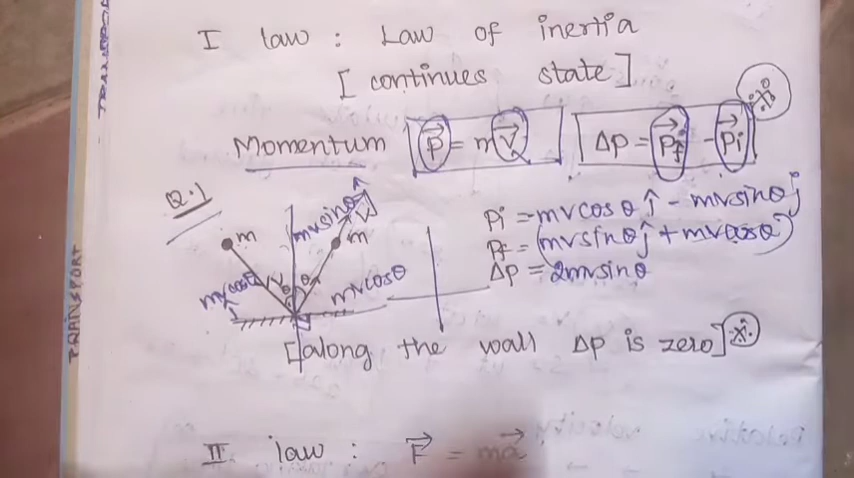 I law : Law of inertia
[ continues state ]
Momentum P⃗ = mV⃗ ΔP = P⃗f - P⃗i
Q.1
mvsinθ ĵ
m
m
mvcosθ
V
θ
θ
mvcosθ
Pi = mvcosθ î - mvsinθ ĵ
Pf = (mvsinθ ĵ + mvcosθ)
ΔP = 2mvsinθ
[along the wall ΔP is zero]
II law : F⃗ = ma⃗
TRANSPORT